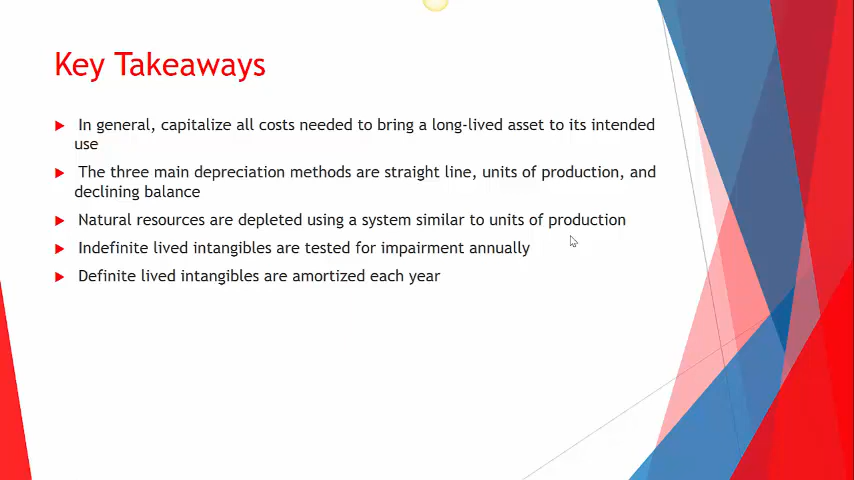 Key Takeaways
In general, capitalize all costs needed to bring a long-lived asset to its intended
use
The three main depreciation methods are straight line, units of production, and
declining balance
Natural resources are depleted using a system similar to units of production
Indefinite lived intangibles are tested for impairment annually
Definite lived intangibles are amortized each year